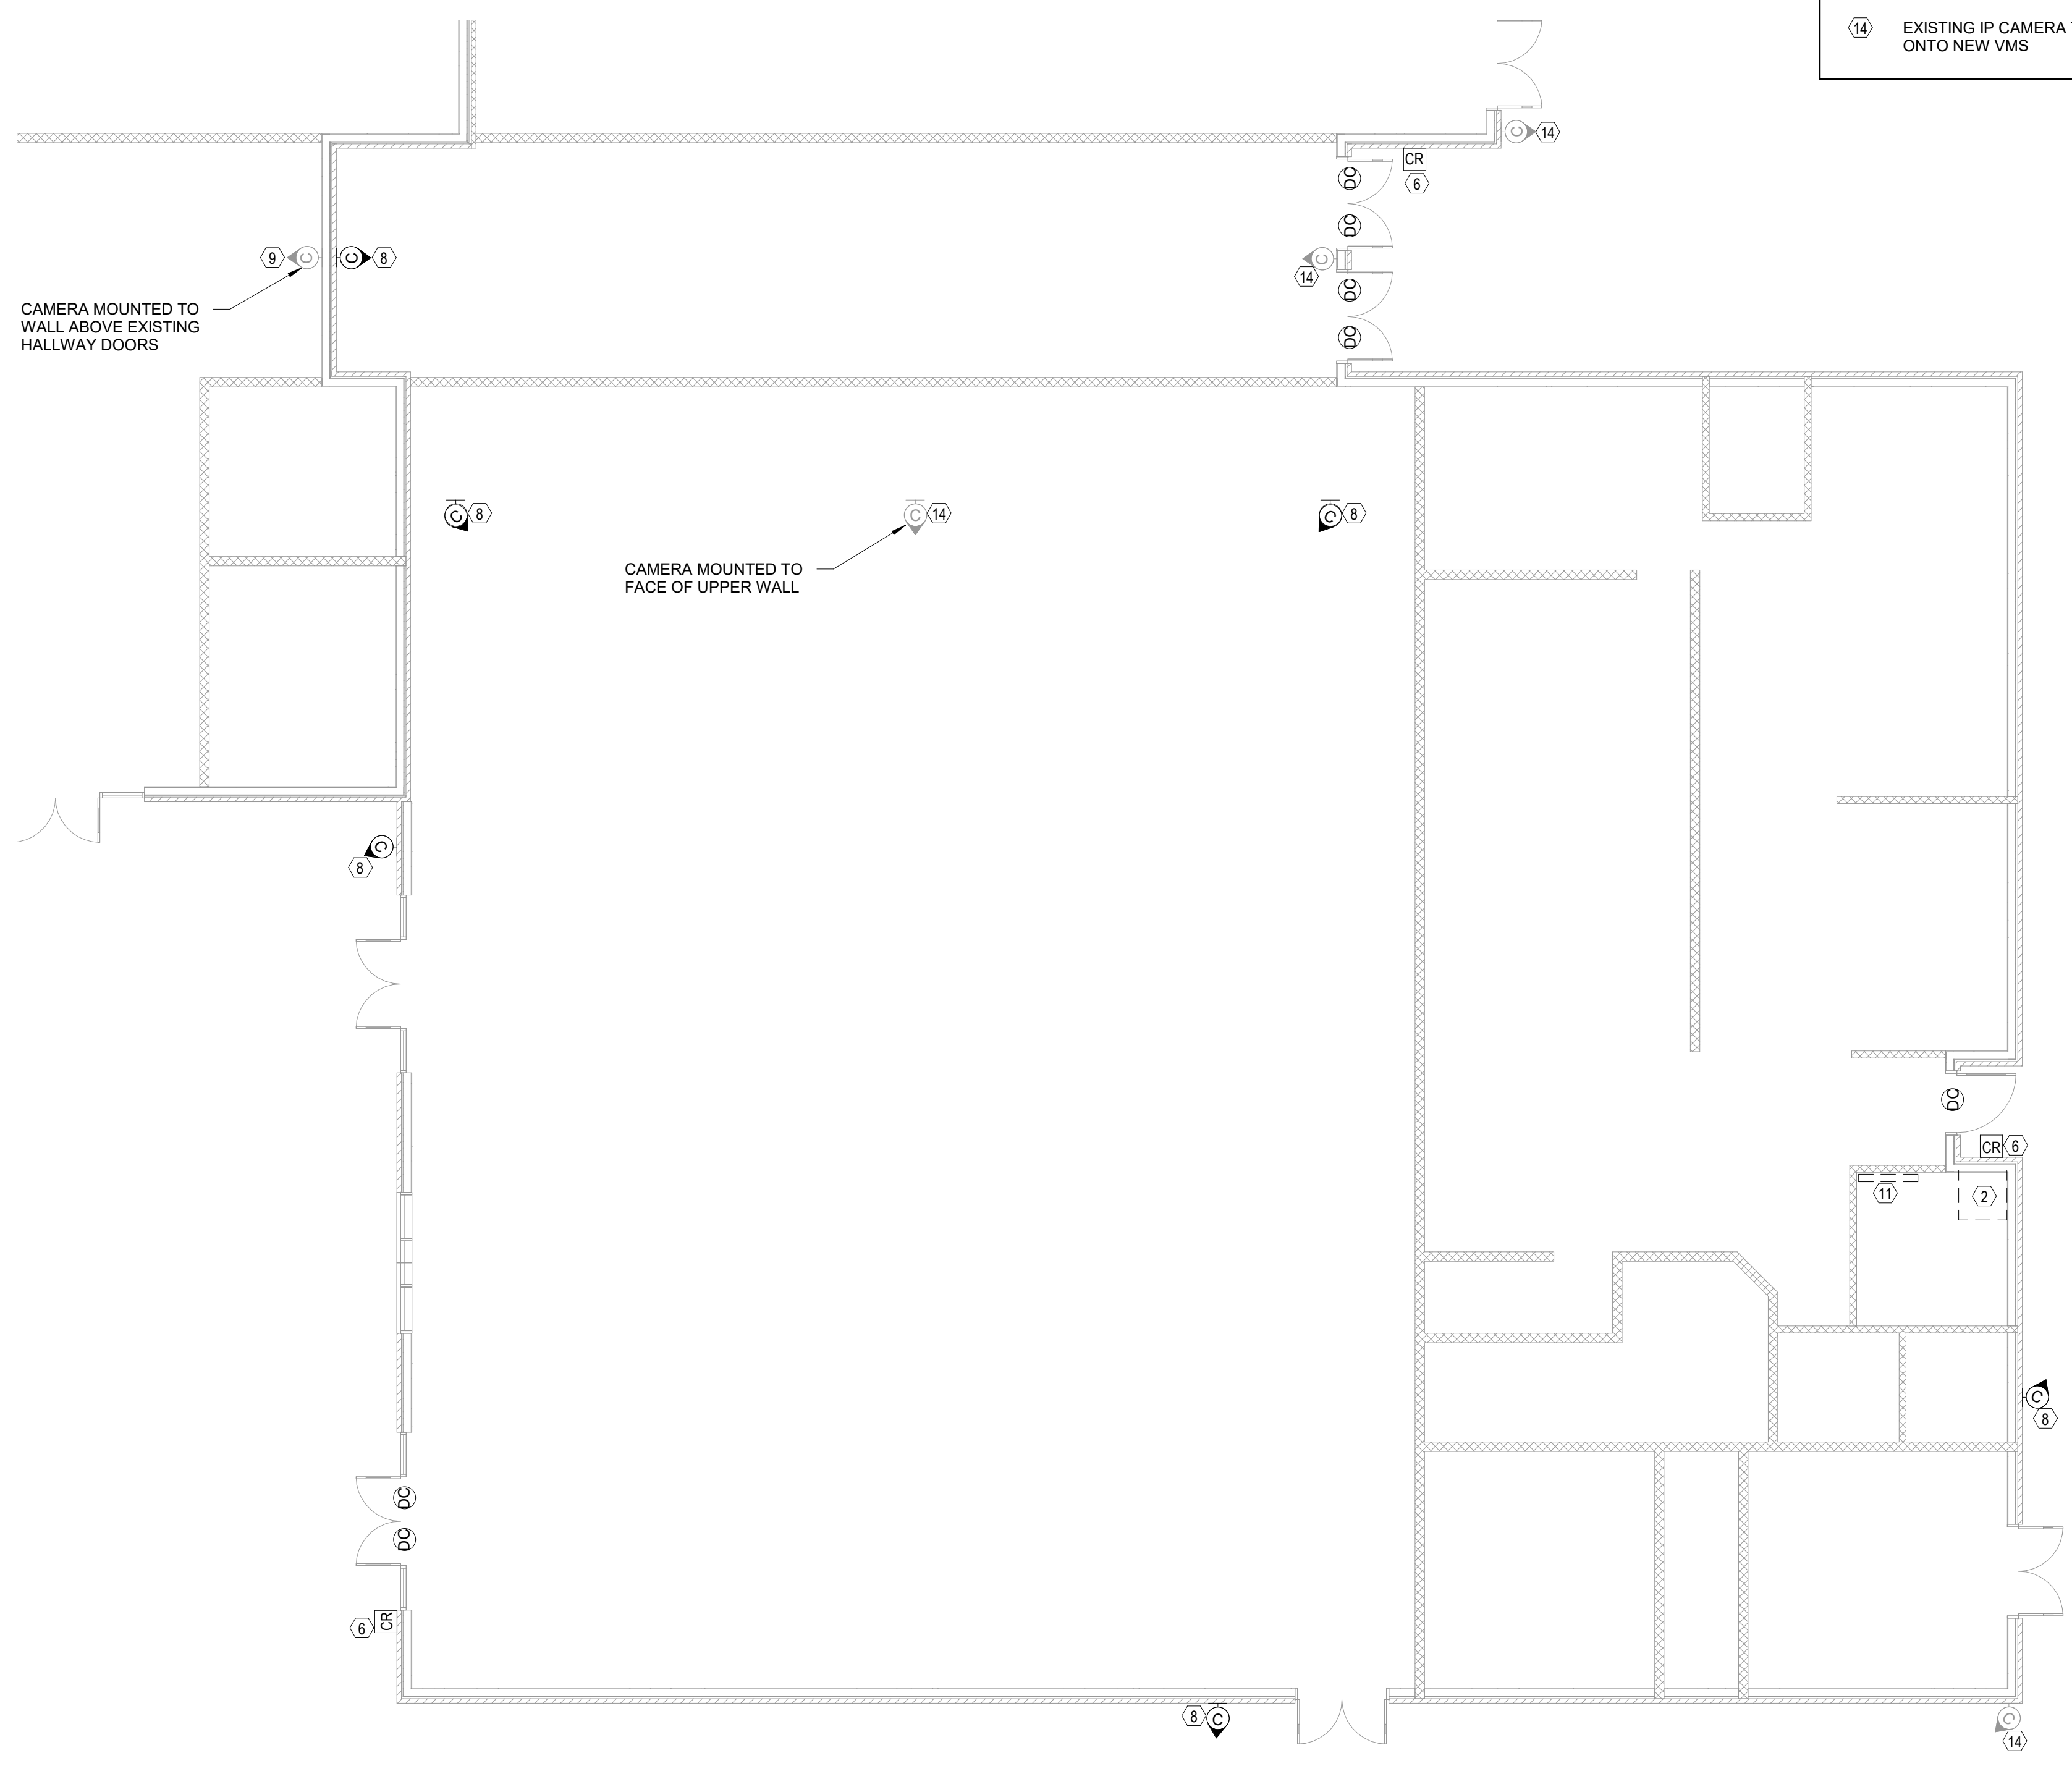 14 EXISTING IP CAMERA
ONTO NEW VMS
C 14
CR
6
DC
DC
9 C C 8
C
14
DC
DC
CAMERA MOUNTED TO
WALL ABOVE EXISTING
HALLWAY DOORS
C 8
C 14
C 8
CAMERA MOUNTED TO
FACE OF UPPER WALL
C
8
DC
CR 6
11
2
C
8
DC
DC
6 CR
8 C
C
14